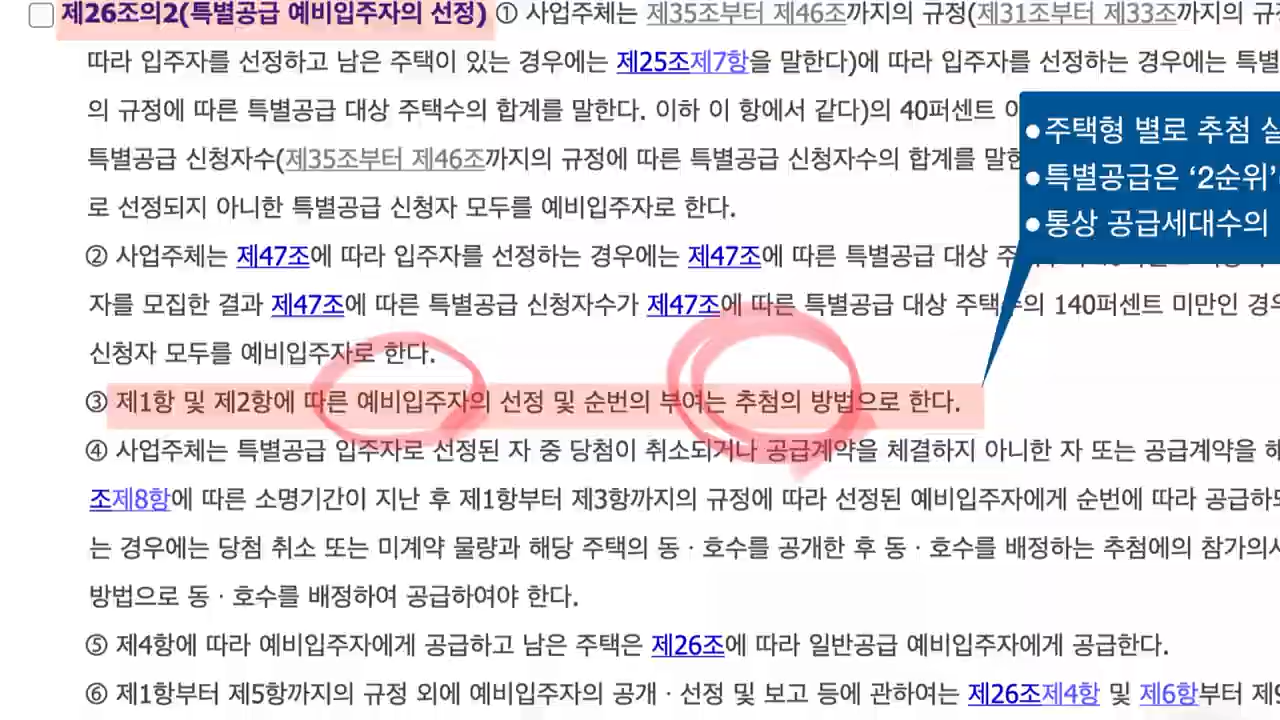 제26조의2(특별공급 예비입주자의 선정) ① 사업주체는 제35조부터 제46조까지의 규정(제31조부터 제33조까지의
따라 입주자를 선정하고 남은 주택이 있는 경우에는 제25조제7항을 말한다)에 따라 입주자를 선정하는 경우에는 특별
의 규정에 따른 특별공급 대상 주택수의 합계를 말한다. 이하 이 항에서 같다)의 40퍼센트
● 주택형 별로 추첨
특별공급 신청자수(제35조부터 제46조까지의 규정에 따른 특별공급 신청자수의 합계를
● 특별공급은 ‘2순위’
로 선정되지 아니한 특별공급 신청자 모두를 예비입주자로 한다.
● 통상 공급세대수의
② 사업주체는 제47조에 따라 입주자를 선정하는 경우에는 제47조에 따른 특별공급 대상
자를 모집한 결과 제47조에 따른 특별공급 신청자수가 제47조에 따른 특별공급 대상 주택수의 140퍼센트 미만인
신청자 모두를 예비입주자로 한다.
③ 제1항 및 제2항에 따른 예비입주자의 선정 및 순번의 부여는 추첨의 방법으로 한다.
④ 사업주체는 특별공급 입주자로 선정된 자 중 당첨이 취소되거나 공급계약을 체결하지 아니한 자 또는 공급계약을
조제8항에 따른 소명기간이 지난 후 제1항부터 제3항까지의 규정에 따라 선정된 예비입주자에게 순번에 따라
는 경우에는 당첨 취소 또는 미계약 물량과 해당 주택의 동ㆍ호수를 공개한 후 동ㆍ호수를 배정하는 추첨에의
방법으로 동ㆍ호수를 배정하여 공급하여야 한다.
⑤ 제4항에 따라 예비입주자에게 공급하고 남은 주택은 제26조에 따라 일반공급 예비입주자에게 공급한다.
⑥ 제1항부터 제5항까지의 규정 외에 예비입주자의 공개ㆍ선정 및 보고 등에 관하여는 제26조제4항 및 제6항부터